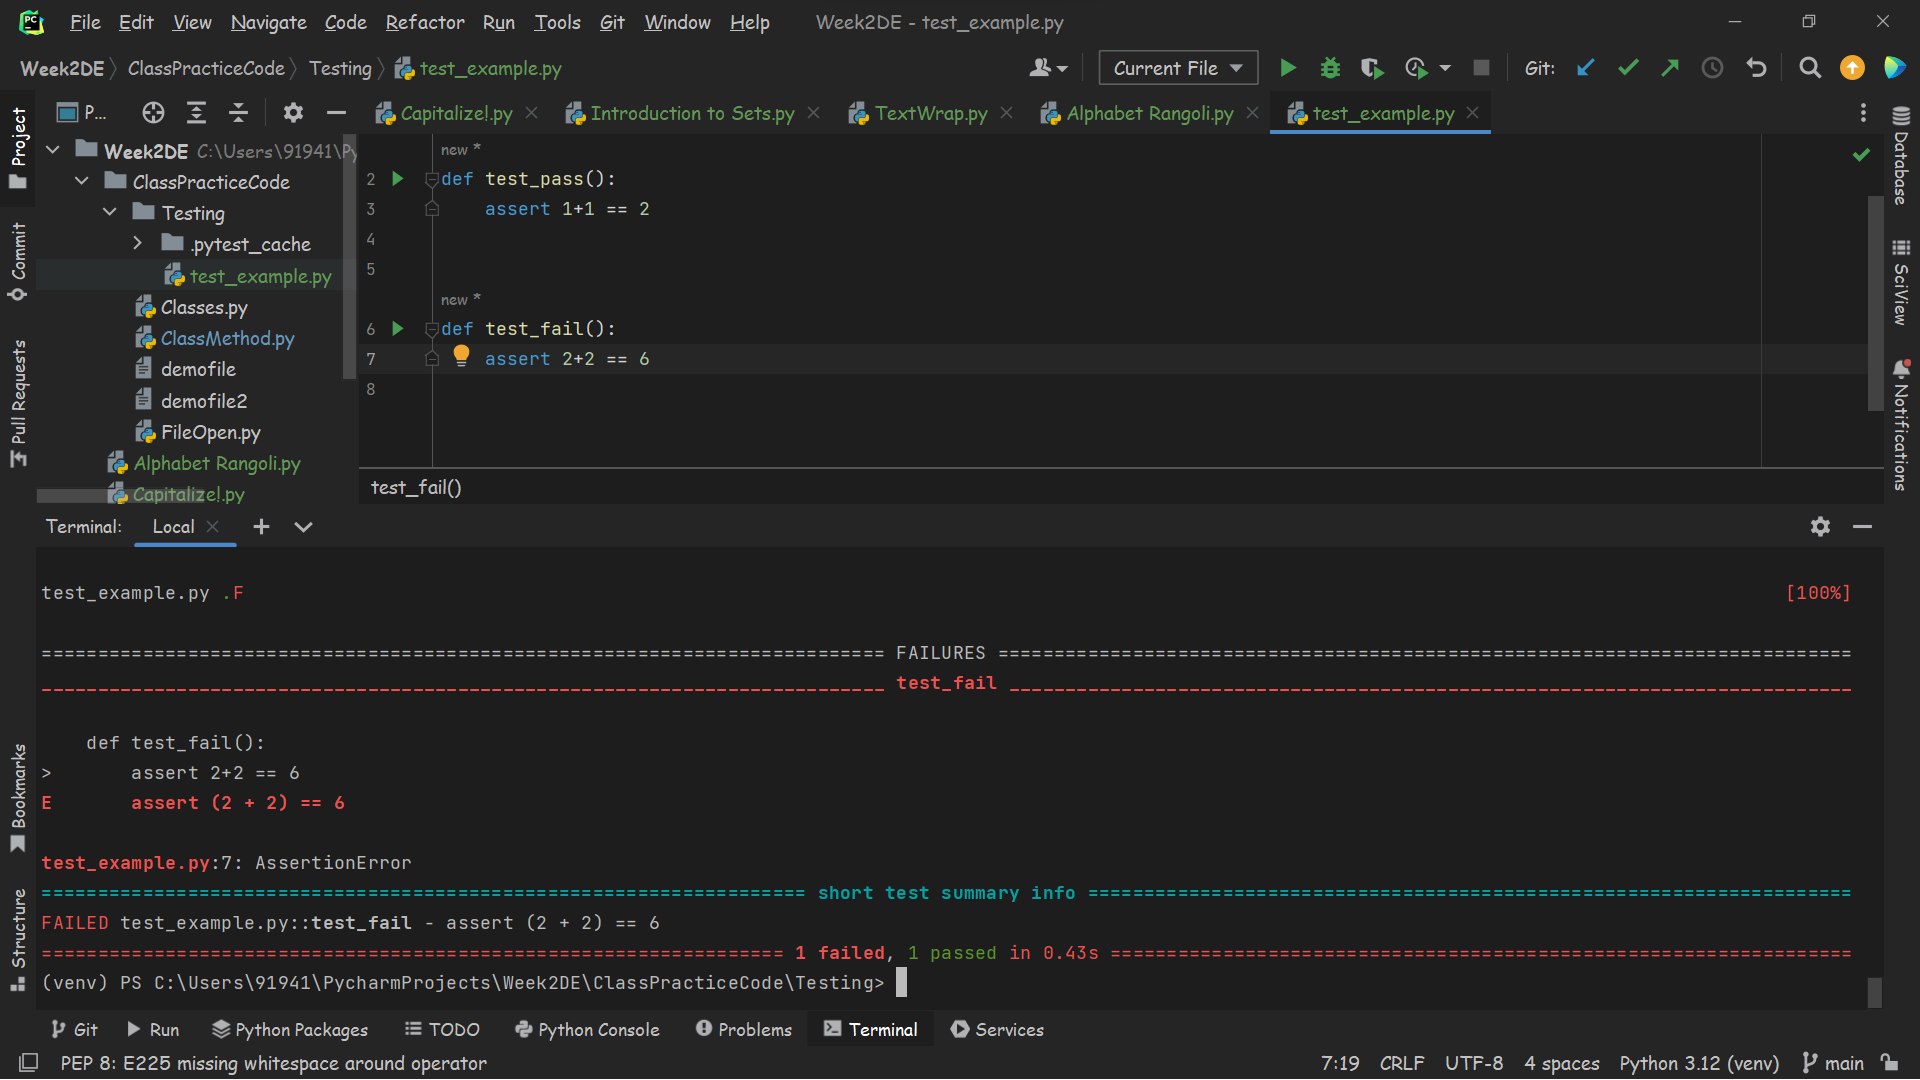 PC File Edit View Navigate Code Refactor Run Tools Git Window Help Week2DE - test_example.py
Week2DE ClassPracticeCode Testing test_example.py Current File Git:
P... Capitalize!.py Introduction to Sets.py TextWrap.py Alphabet Rangoli.py test_example.py
Project
Commit
Pull Requests
Bookmarks
Structure
Week2DE C:\Users\91941\Py
ClassPracticeCode
Testing
.pytest_cache
test_example.py
Classes.py
ClassMethod.py
demofile
demofile2
FileOpen.py
Alphabet Rangoli.py
Capitalize!.py
new *
2 def test_pass():
3 assert 1+1 == 2
4
5
new *
6 def test_fail():
7 assert 2+2 == 6
8
test_fail()
Database
SciView
Notifications
Terminal: Local
test_example.py .F [100%]
=========================================================================== FAILURES ============================================================================
___________________________________________________________________________ test_fail ___________________________________________________________________________
def test_fail():
> assert 2+2 == 6
E assert (2 + 2) == 6
test_example.py:7: AssertionError
==================================================================== short test summary info ====================================================================
FAILED test_example.py::test_fail - assert (2 + 2) == 6
================================================================== 1 failed, 1 passed in 0.43s ==================================================================
(venv) PS C:\Users\91941\PycharmProjects\Week2DE\ClassPracticeCode\Testing>
Git Run Python Packages TODO Python Console Problems Terminal Services
PEP 8: E225 missing whitespace around operator 7:19 CRLF UTF-8 4 spaces Python 3.12 (venv) main